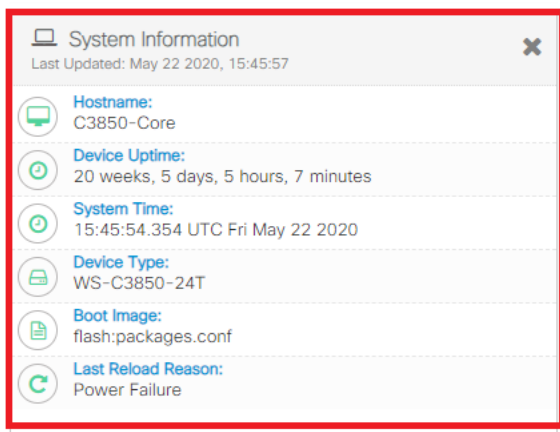 System Information
Last Updated: May 22 2020, 15:45:57
Hostname:
C3850-Core
Device Uptime:
20 weeks, 5 days, 5 hours, 7 minutes
System Time:
15:45:54.354 UTC Fri May 22 2020
Device Type:
WS-C3850-24T
Boot Image:
flash:packages.conf
Last Reload Reason:
Power Failure